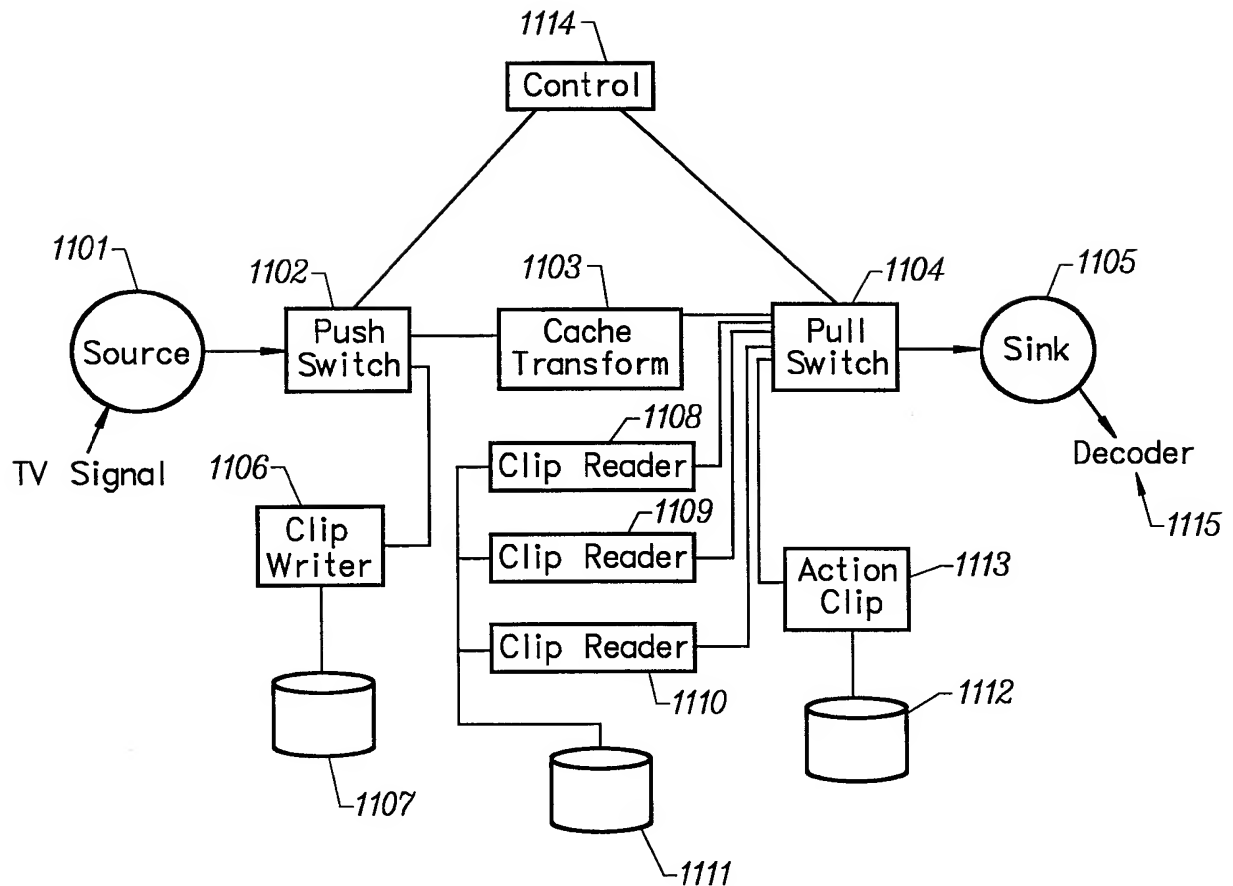 1114
Control
1101
1102
1103
1104
1105
Source
Push
Switch
Cache
Transform
Pull
Switch
Sink
TV Signal
1106
Clip
Writer
1108
Clip Reader
1109
Clip Reader
Clip Reader
1110
Decoder
1115
Action
Clip
1113
1112
1107
1111